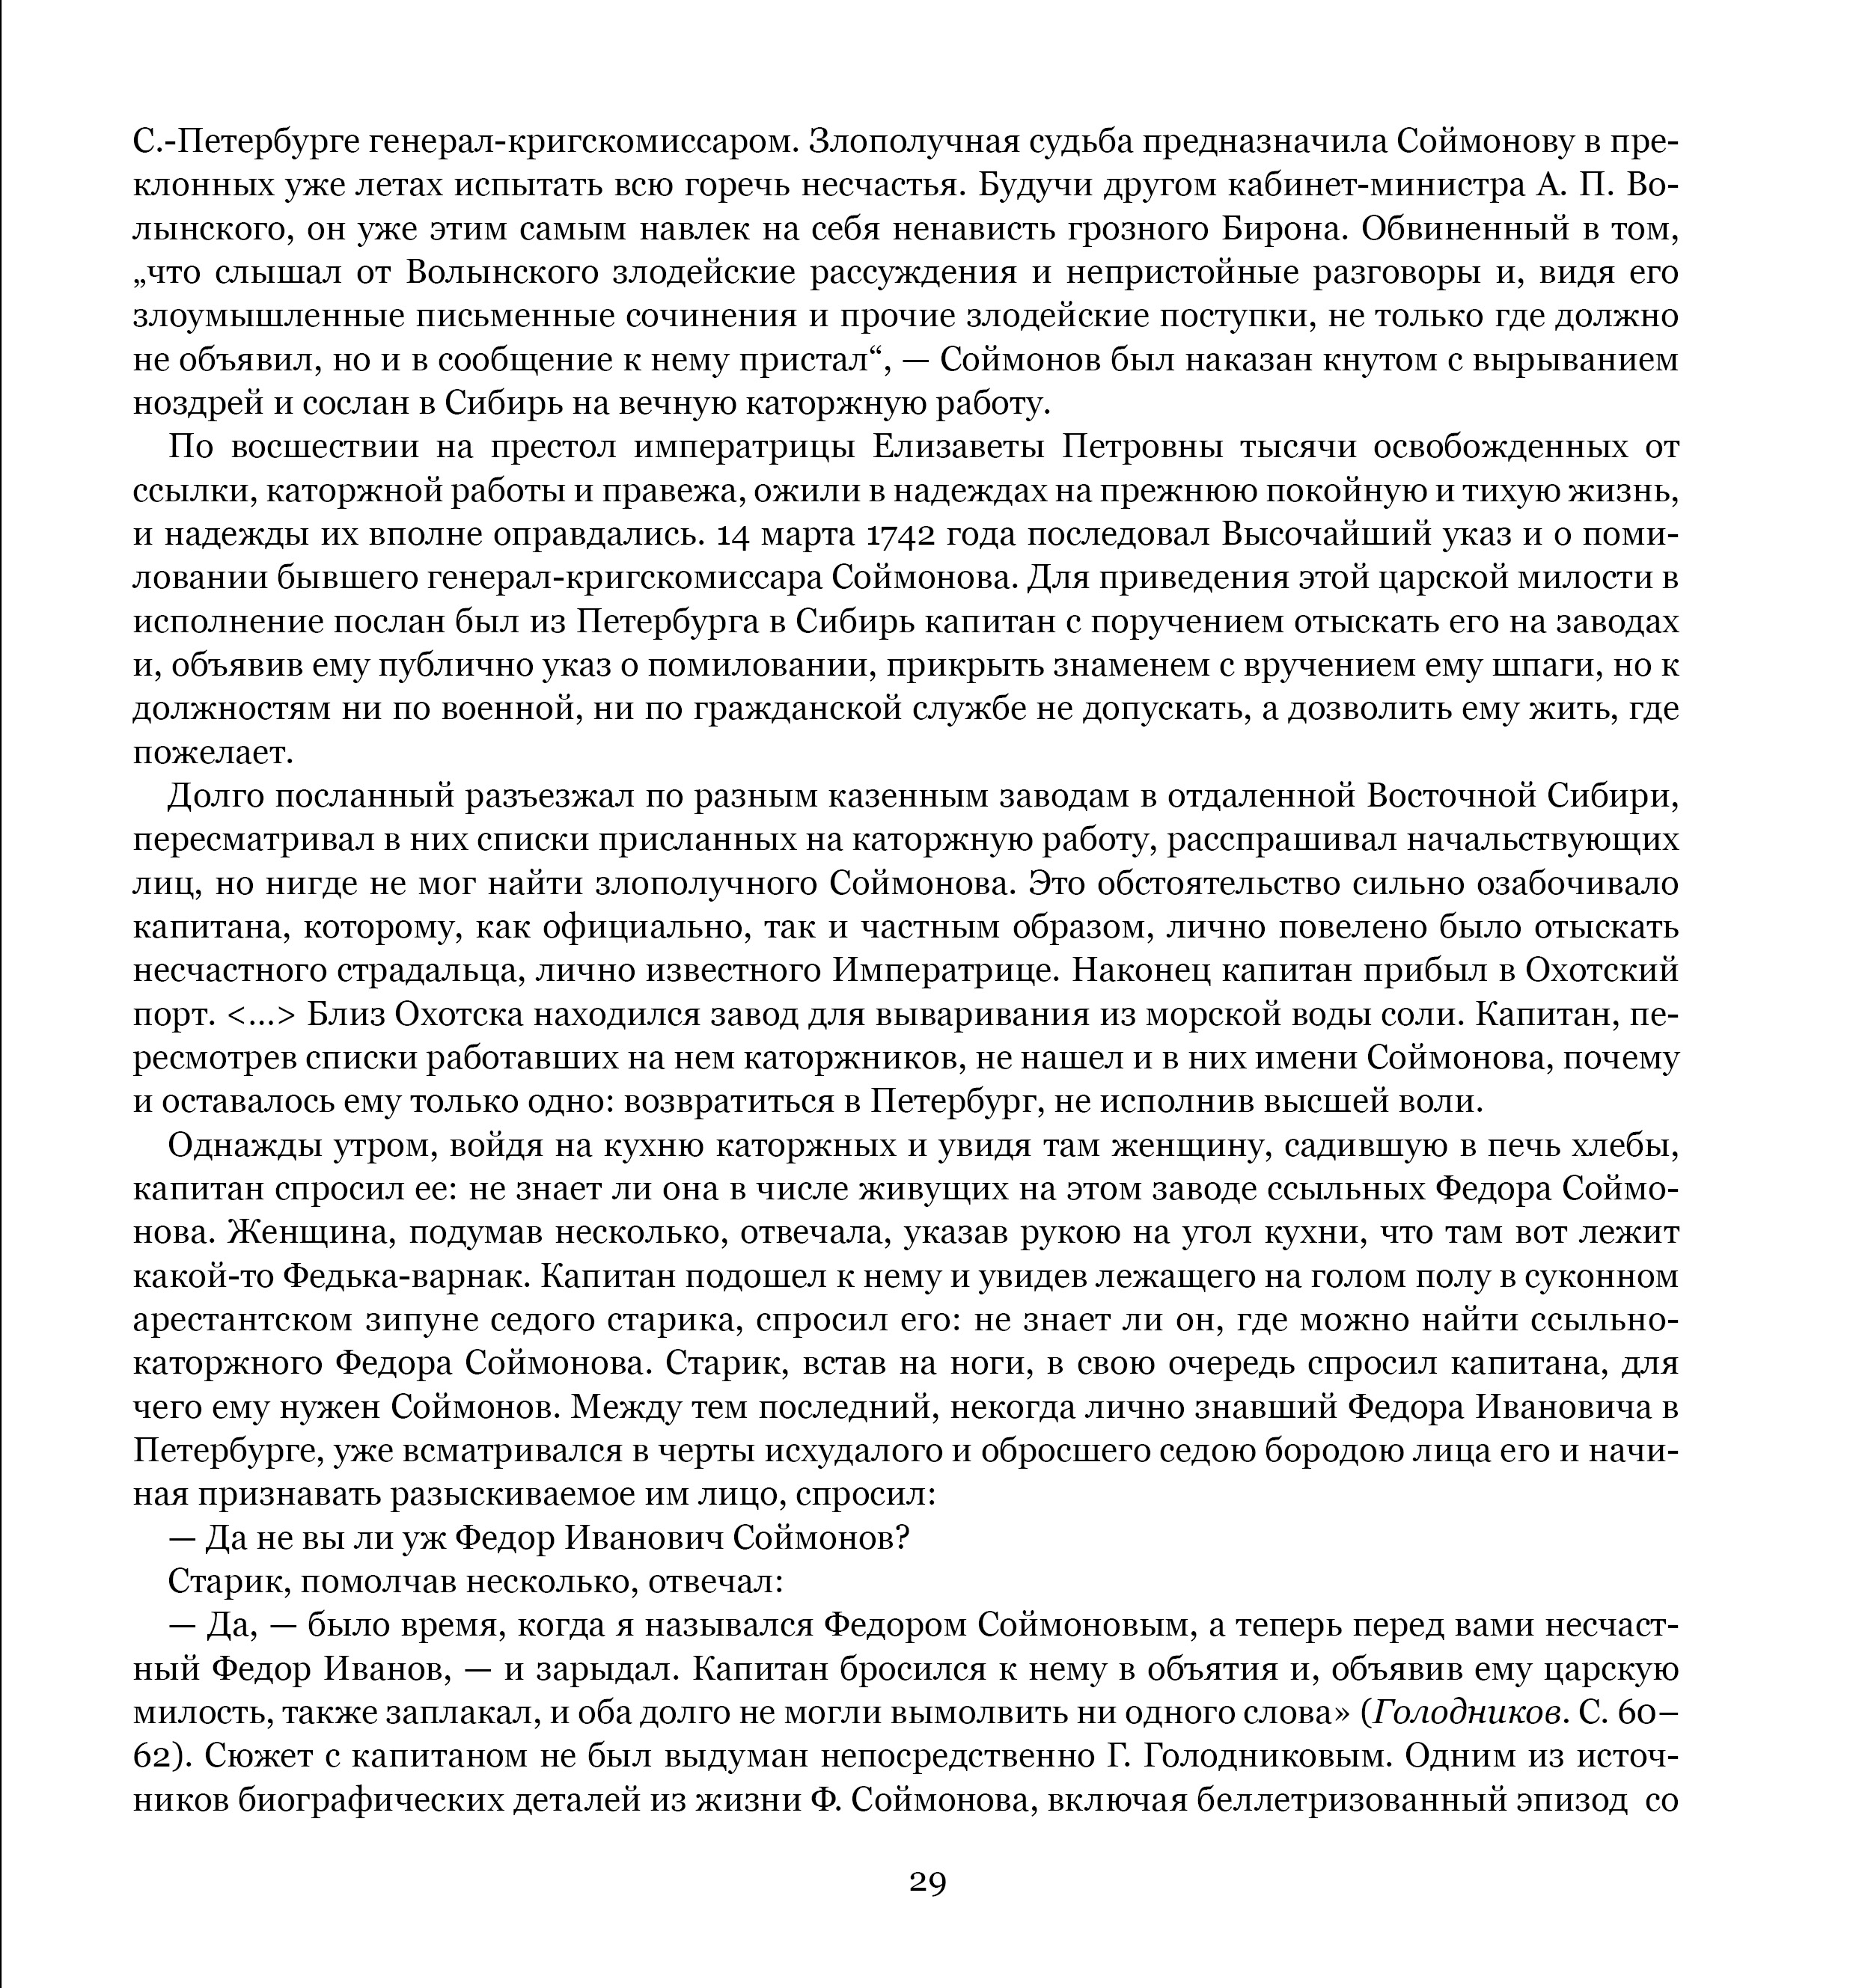 С.-Петербурге генерал-кригскомиссаром. Злополучная судьба предназначила Соймонову в пре-
клонных уже летах испытать всю горечь несчастья. Будучи другом кабинет-министра А. П. Во-
лынского, он уже этим самым навлек на себя ненависть грозного Бирона. Обвиненный в том,
„что слышал от Волынского злодейские рассуждения и непристойные разговоры и, видя его
злоумышленные письменные сочинения и прочие злодейские поступки, не только где должно
не объявил, но и в сообщение к нему пристал“, — Соймонов был наказан кнутом с вырыванием
ноздрей и сослан в Сибирь на вечную каторжную работу.
По восшествии на престол императрицы Елизаветы Петровны тысячи освобожденных от
ссылки, каторжной работы и правежа, ожили в надеждах на прежнюю покойную и тихую жизнь,
и надежды их вполне оправдались. 14 марта 1742 года последовал Высочайший указ и о поми-
ловании бывшего генерал-кригскомиссара Соймонова. Для приведения этой царской милости в
исполнение послан был из Петербурга в Сибирь капитан с поручением отыскать его на заводах
и, объявив ему публично указ о помиловании, прикрыть знаменем с вручением ему шпаги, но к
должностям ни по военной, ни по гражданской службе не допускать, а дозволить ему жить, где
пожелает.
Долго посланный разъезжал по разным казенным заводам в отдаленной Восточной Сибири,
пересматривал в них списки присланных на каторжную работу, расспрашивал начальствующих
лиц, но нигде не мог найти злополучного Соймонова. Это обстоятельство сильно озабочивало
капитана, которому, как официально, так и частным образом, лично повелено было отыскать
несчастного страдальца, лично известного Императрице. Наконец капитан прибыл в Охотский
порт. <...> Близ Охотска находился завод для вываривания из морской воды соли. Капитан, пе-
ресмотрев списки работавших на нем каторжников, не нашел и в них имени Соймонова, почему
и оставалось ему только одно: возвратиться в Петербург, не исполнив высшей воли.
Однажды утром, войдя на кухню каторжных и увидя там женщину, садившую в печь хлебы,
капитан спросил ее: не знает ли она в числе живущих на этом заводе ссыльных Федора Соймо-
нова. Женщина, подумав несколько, отвечала, указав рукою на угол кухни, что там вот лежит
какой-то Федька-варнак. Капитан подошел к нему и увидев лежащего на голом полу в суконном
арестантском зипуне седого старика, спросил его: не знает ли он, где можно найти ссыльно-
каторжного Федора Соймонова. Старик, встав на ноги, в свою очередь спросил капитана, для
чего ему нужен Соймонов. Между тем последний, некогда лично знавший Федора Ивановича в
Петербурге, уже всматривался в черты исхудалого и обросшего седою бородою лица его и начи-
ная признавать разыскиваемое им лицо, спросил:
— Да не вы ли уж Федор Иванович Соймонов?
Старик, помолчав несколько, отвечал:
— Да, — было время, когда я назывался Федором Соймоновым, а теперь перед вами несчаст-
ный Федор Иванов, — и зарыдал. Капитан бросился к нему в объятия и, объявив ему царскую
милость, также заплакал, и оба долго не могли вымолвить ни одного слова» (Голодников. С. 60–
62). Сюжет с капитаном не был выдуман непосредственно Г. Голодниковым. Одним из источ-
ников биографических деталей из жизни Ф. Соймонова, включая беллетризованный эпизод со
29